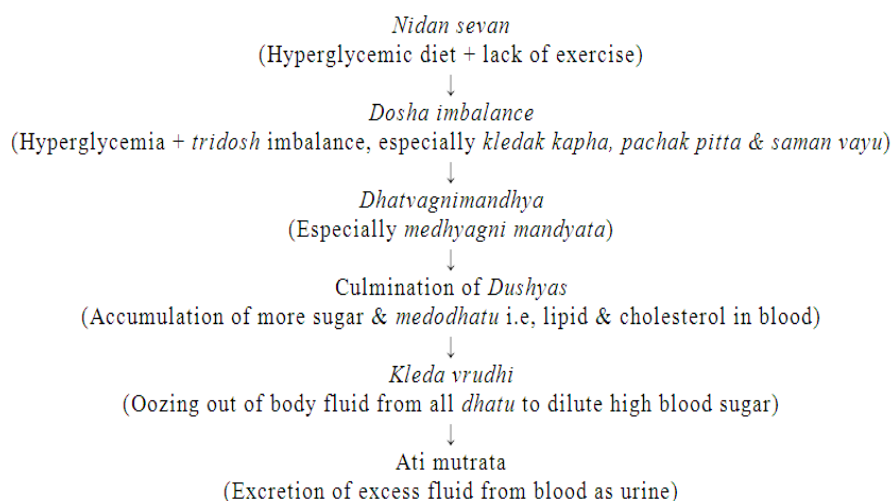 Nidan sevan
(Hyperglycemic diet + lack of exercise)
↓
Dosha imbalance
(Hyperglycemia + tridosh imbalance, especially kledak kapha, pachak pitta & saman vayu)
↓
Dhatvagnimandhya
(Especially medhyagni mandyata)
↓
Culmination of Dushyas
(Accumulation of more sugar & medodhatu i.e, lipid & cholesterol in blood)
↓
Kleda vrudhi
(Oozing out of body fluid from all dhatu to dilute high blood sugar)
↓
Ati mutrata
(Excretion of excess fluid from blood as urine)